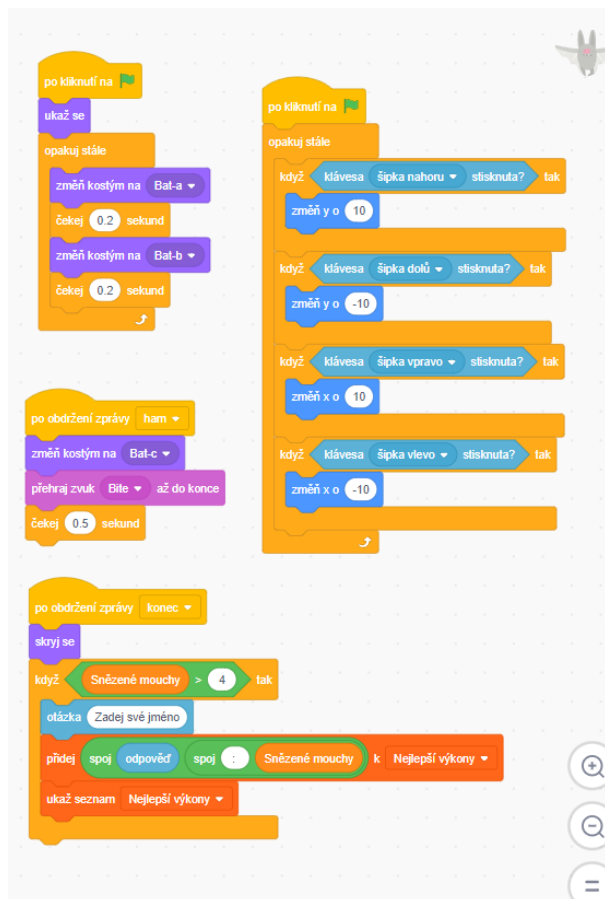 po kliknutí na
ukaž se
opakuj stále
změň kostým na Bat-a
čekej 0.2 sekund
změň kostým na Bat-b
čekej 0.2 sekund
po kliknutí na
opakuj stále
když klávesa šipka nahoru stisknuta? tak
změň y o 10
když klávesa šipka dolů stisknuta? tak
změň y o -10
když klávesa šipka vpravo stisknuta? tak
změň x o 10
když klávesa šipka vlevo stisknuta? tak
změň x o -10
po obdržení zprávy ham
změň kostým na Bat-c
přehraj zvuk Bite až do konce
čekej 0.5 sekund
po obdržení zprávy konec
skryj se
když Snězené mouchy > 4 tak
otázka Zadej své jméno
přidej spoj odpověď spoj : Snězené mouchy k Nejlepší výkony
ukaž seznam Nejlepší výkony